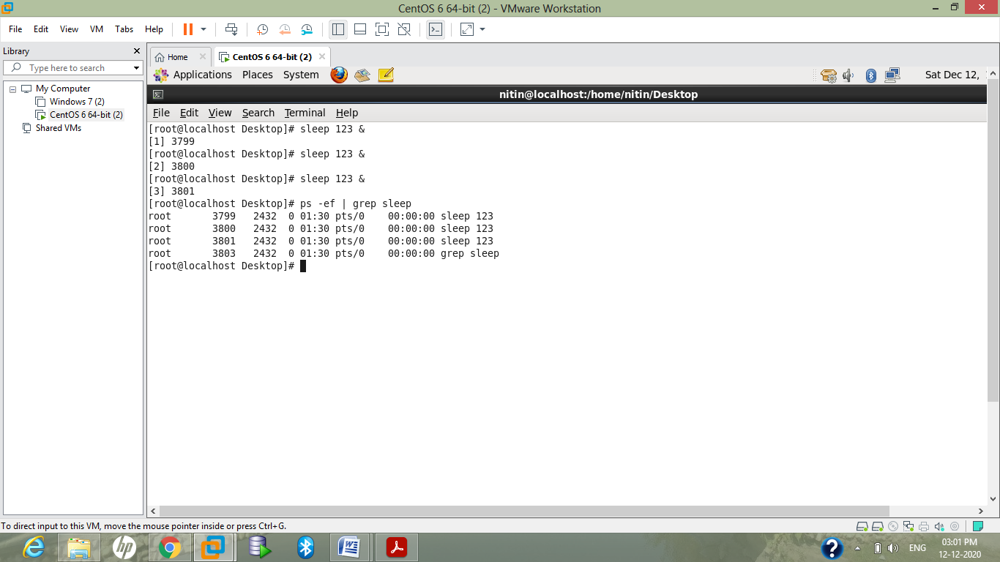 CentOS 6 64-bit (2) - VMware Workstation
File Edit View VM Tabs Help
Library
Type here to search
My Computer
Windows 7 (2)
CentOS 6 64-bit (2)
Shared VMs
Home
CentOS 6 64-bit (2)
Applications Places System
Sat Dec 12,
nitin@localhost:/home/nitin/Desktop
File Edit View Search Terminal Help
[root@localhost Desktop]# sleep 123 &
[1] 3799
[root@localhost Desktop]# sleep 123 &
[2] 3800
[root@localhost Desktop]# sleep 123 &
[3] 3801
[root@localhost Desktop]# ps -ef | grep sleep
root       3799   2432  0 01:30 pts/0    00:00:00 sleep 123
root       3800   2432  0 01:30 pts/0    00:00:00 sleep 123
root       3801   2432  0 01:30 pts/0    00:00:00 sleep 123
root       3803   2432  0 01:30 pts/0    00:00:00 grep sleep
[root@localhost Desktop]#
To direct input to this VM, move the mouse pointer inside or press Ctrl+G.
hp
ENG
03:01 PM
12-12-2020